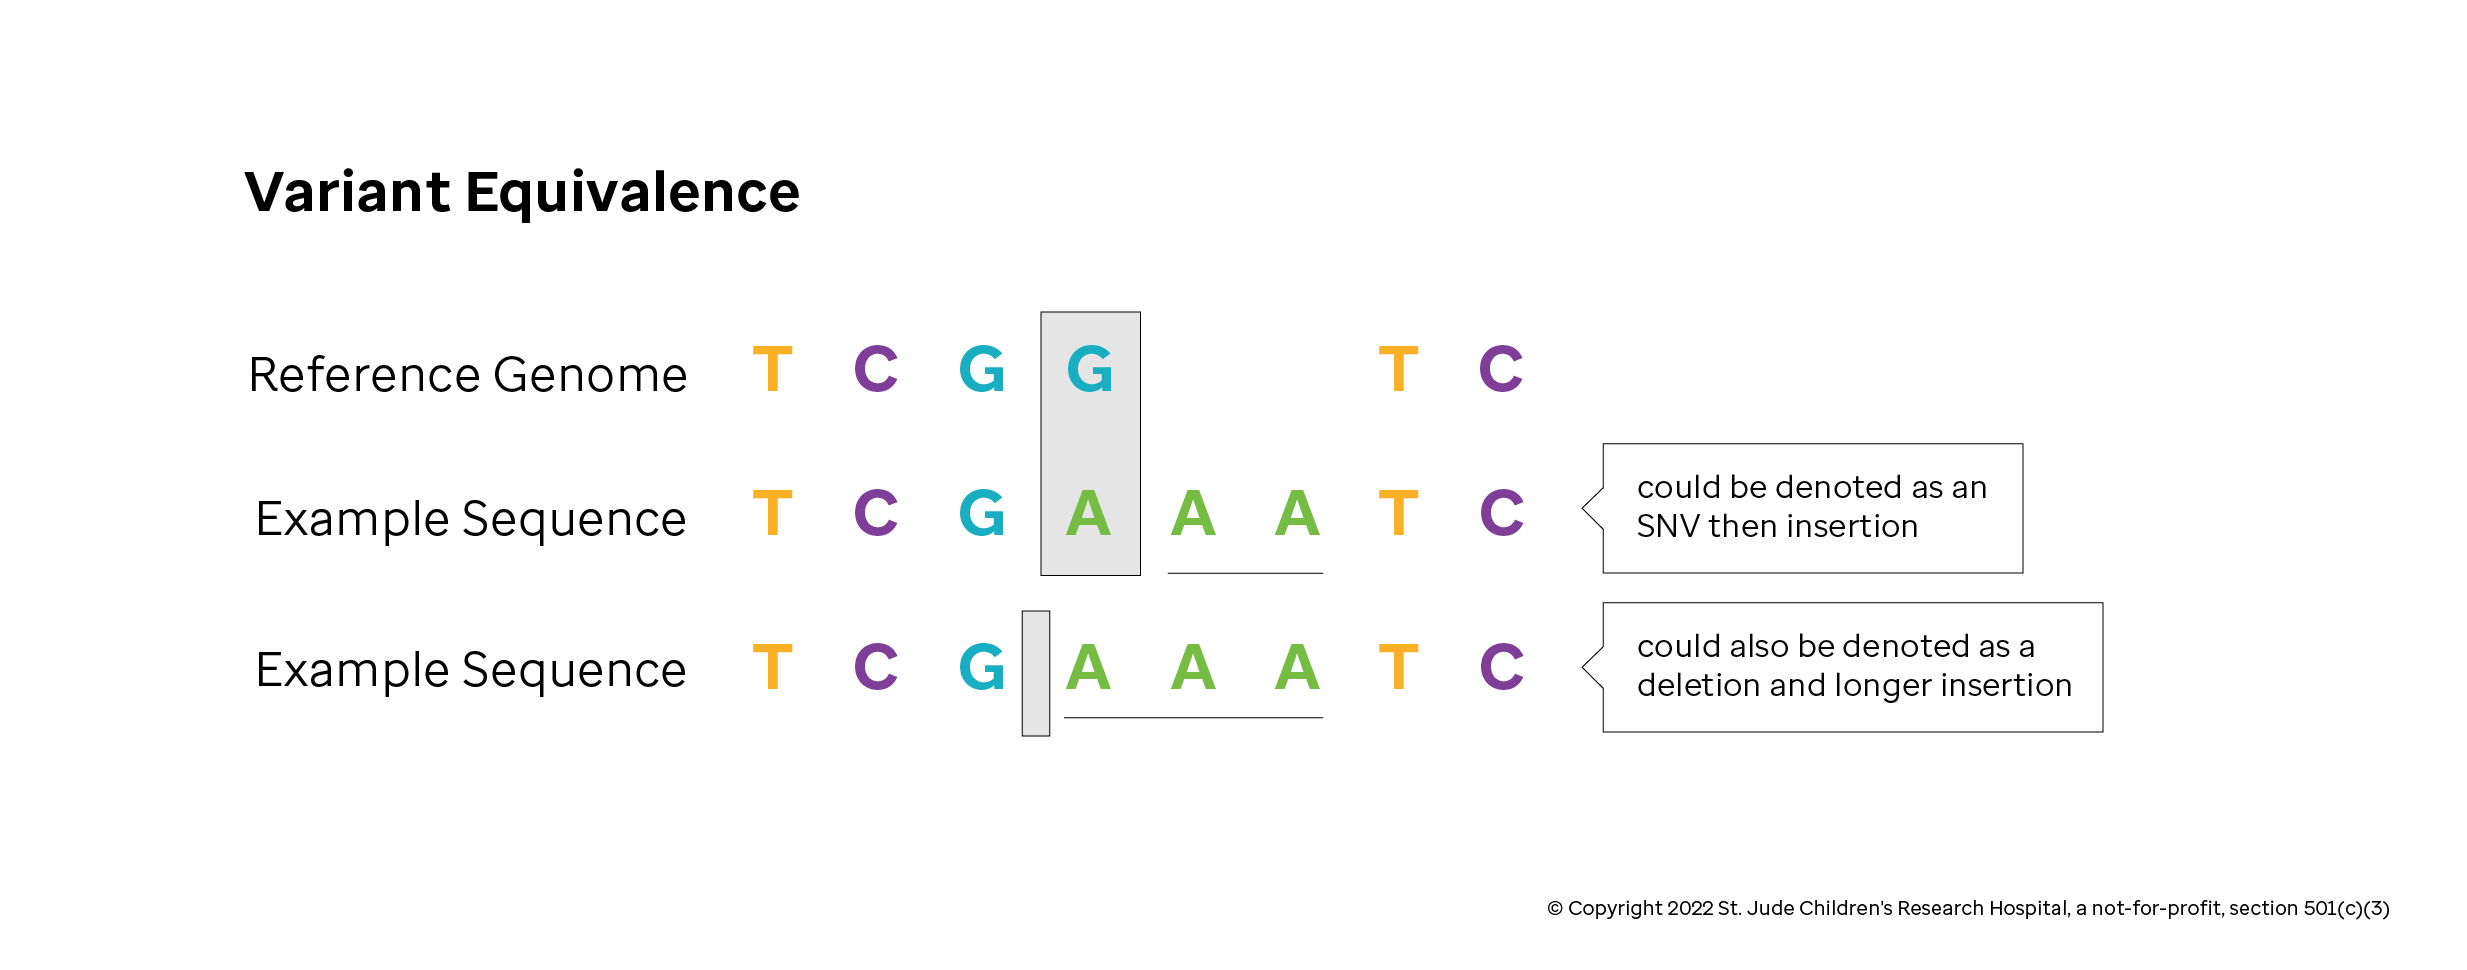 Variant Equivalence
Reference Genome T C G G T C
Example Sequence T C G A A A T C
could be denoted as an
SNV then insertion
Example Sequence T C G A A A T C
could also be denoted as a
deletion and longer insertion
© Copyright 2022 St. Jude Children's Research Hospital, a not-for-profit, section 501(c)(3)